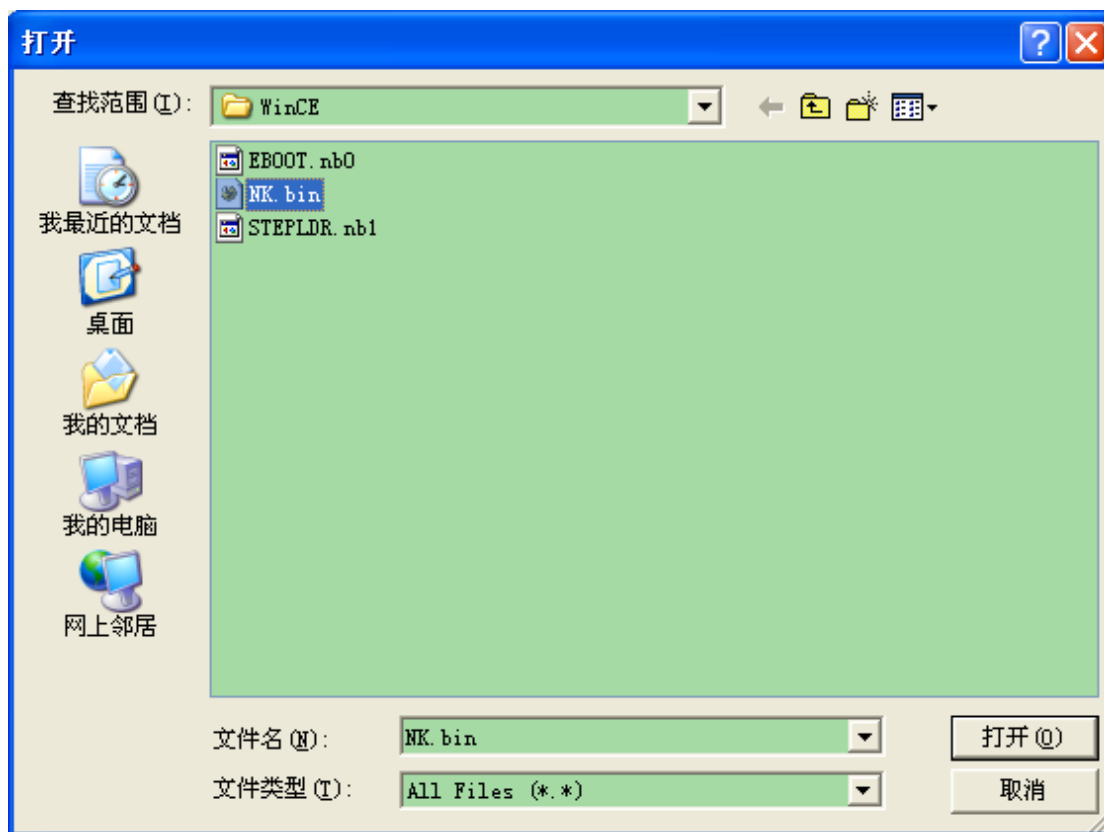 打开
查找范围(I): WinCE
EBOOT.nb0
NK.bin
STEPLDR.nb1
我最近的文档
桌面
我的文档
我的电脑
网上邻居
文件名(N): NK.bin 打开(O)
文件类型(T): All Files (*.*) 取消